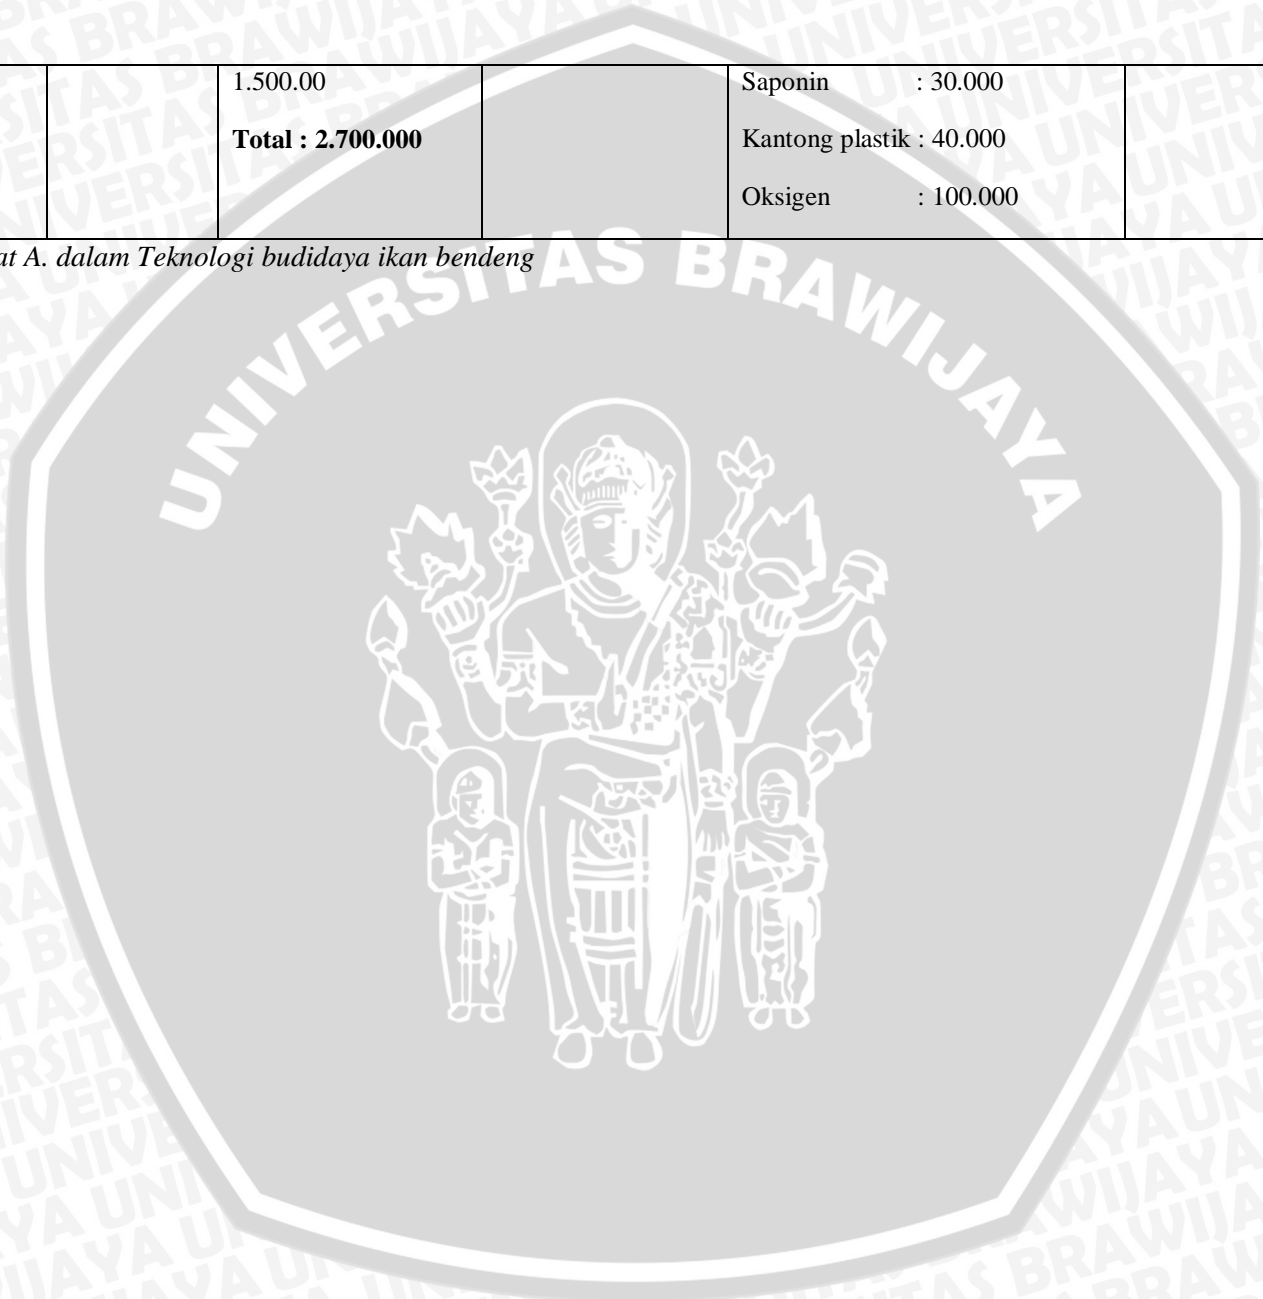 1.500.00
Total : 2.700.000
Saponin : 30.000
Kantong plastik : 40.000
Oksigen : 100.000
at A. dalam Teknologi budidaya ikan bendeng
UNIVERSITAS BRAWIJAYA